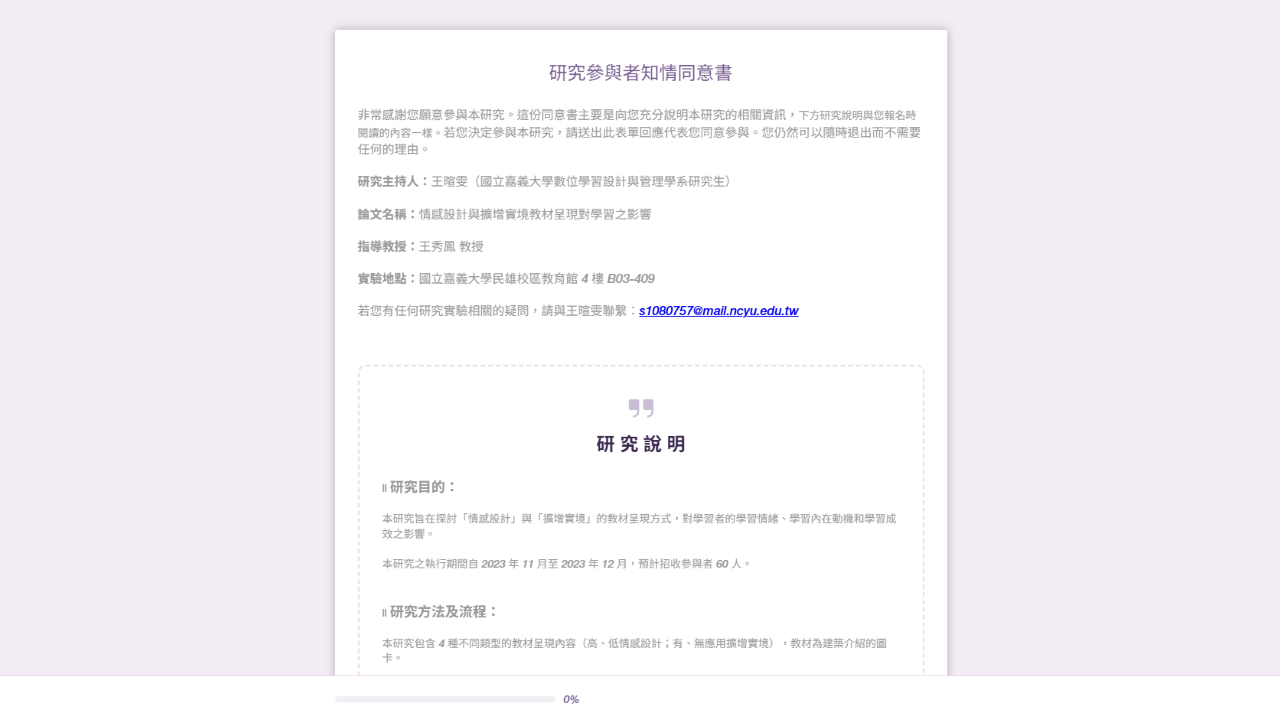 研究參與者知情同意書
非常感謝您願意參與本研究。這份同意書主要是向您充分說明本研究的相關資訊，下方研究說明與您報名時
閱讀的內容一樣。若您決定參與本研究，請送出此表單回應代表您同意參與。您仍然可以隨時退出而不需要
任何的理由。
研究主持人：王暄雯（國立嘉義大學數位學習設計與管理學系研究生）
論文名稱：情感設計與擴增實境教材呈現對學習之影響
指導教授：王秀鳳 教授
實驗地點：國立嘉義大學民雄校區教育館 4 樓 B03-409
若您有任何研究實驗相關的疑問，請與王暄雯聯繫：s1080757@mail.ncyu.edu.tw
研 究 說 明
॥ 研究目的：
本研究旨在探討「情感設計」與「擴增實境」的教材呈現方式，對學習者的學習情緒、學習內在動機和學習成
效之影響。
本研究之執行期間自 2023 年 11 月至 2023 年 12 月，預計招收參與者 60 人。
॥ 研究方法及流程：
本研究包含 4 種不同類型的教材呈現內容（高、低情感設計；有、無應用擴增實境），教材為建築介紹的圖
卡。
0%